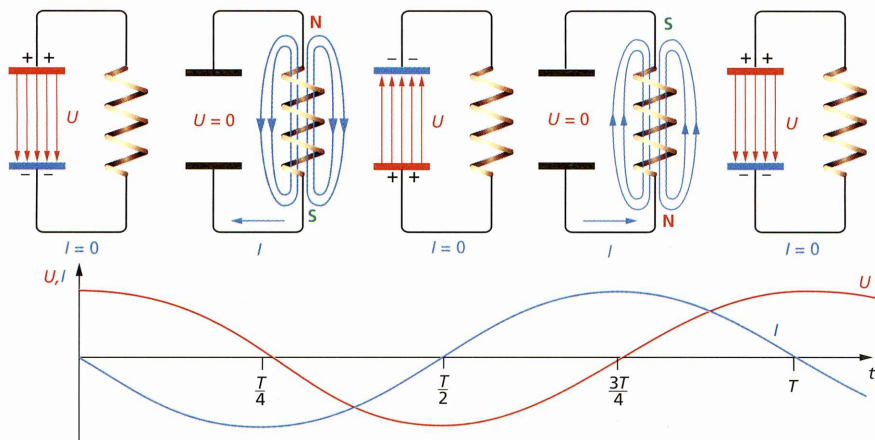 N
S
+ +
− −
+ +
U
U = 0
U
U = 0
U
− −
+ +
− −
S
N
I = 0
I
I = 0
I
I = 0
U, I
U
I
T/4
T/2
3T/4
T
t